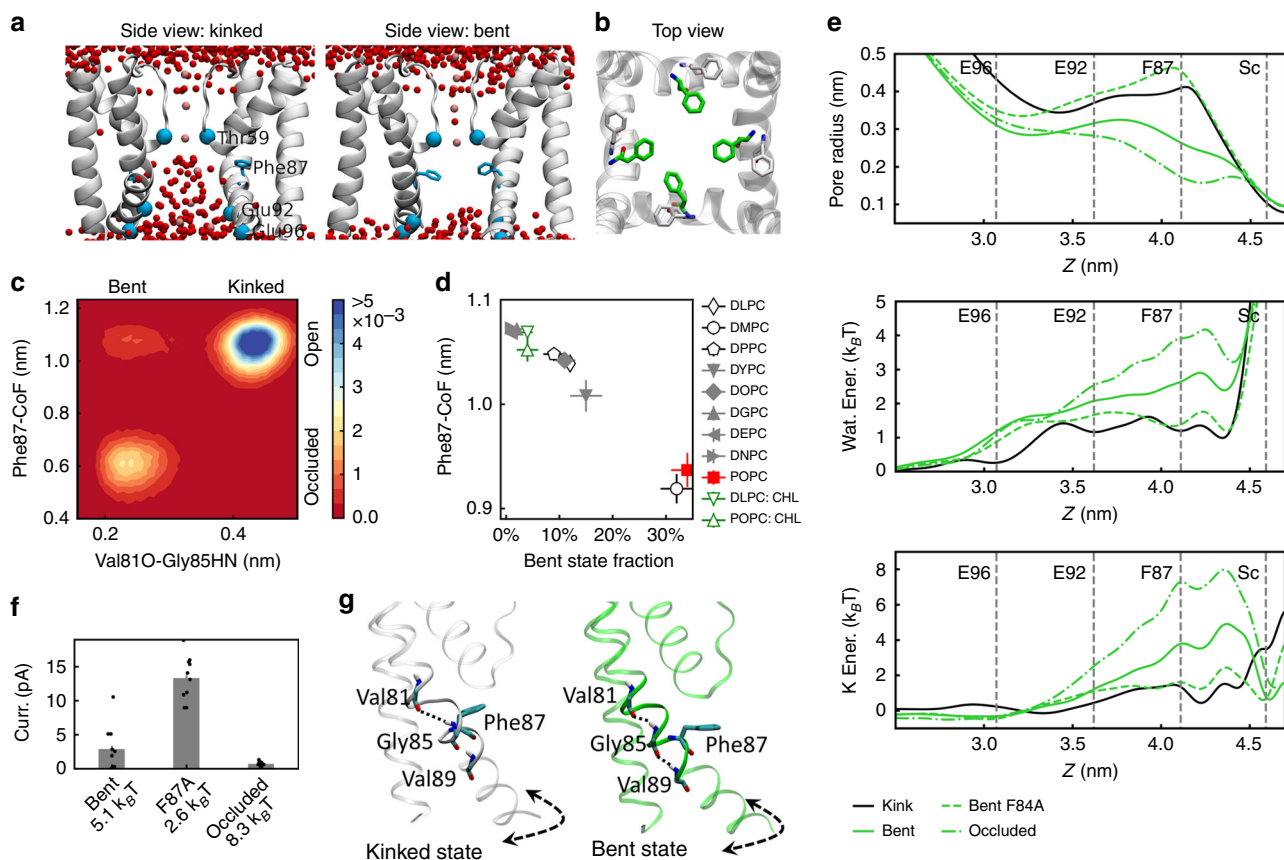 a
Side view: kinked
Side view: bent
Thr59
Phe87
Glu92
Glu96
b
Top view
c
Bent
Kinked
Phe87-CoF (nm)
1.2
1.0
0.8
0.6
0.4
0.2
0.4
Val81O-Gly85HN (nm)
Occluded
Open
>5
×10⁻³
4
3
2
1
0.0
d
Phe87-CoF (nm)
1.1
1.0
0.9
0%
10%
20%
30%
Bent state fraction
DLPC
DMPC
DPPC
DYPC
DOPC
DGPC
DEPC
DNPC
POPC
DLPC: CHL
POPC: CHL
e
Pore radius (nm)
0.5
0.4
0.3
0.2
0.1
E96
E92
F87
Sc
3.0
3.5
4.0
4.5
Z (nm)
Wat. Ener. (k_BT)
5
4
3
2
1
0
E96
E92
F87
Sc
3.0
3.5
4.0
4.5
Z (nm)
K Ener. (k_BT)
8
6
4
2
0
E96
E92
F87
Sc
3.0
3.5
4.0
4.5
Z (nm)
Kink
Bent
Bent F84A
Occluded
f
Curr. (pA)
15
10
5
0
Bent
5.1 k_BT
F87A
2.6 k_BT
Occluded
8.3 k_BT
g
Val81
Phe87
Gly85
Val89
Kinked state
Val81
Gly85
Phe87
Val89
Bent state